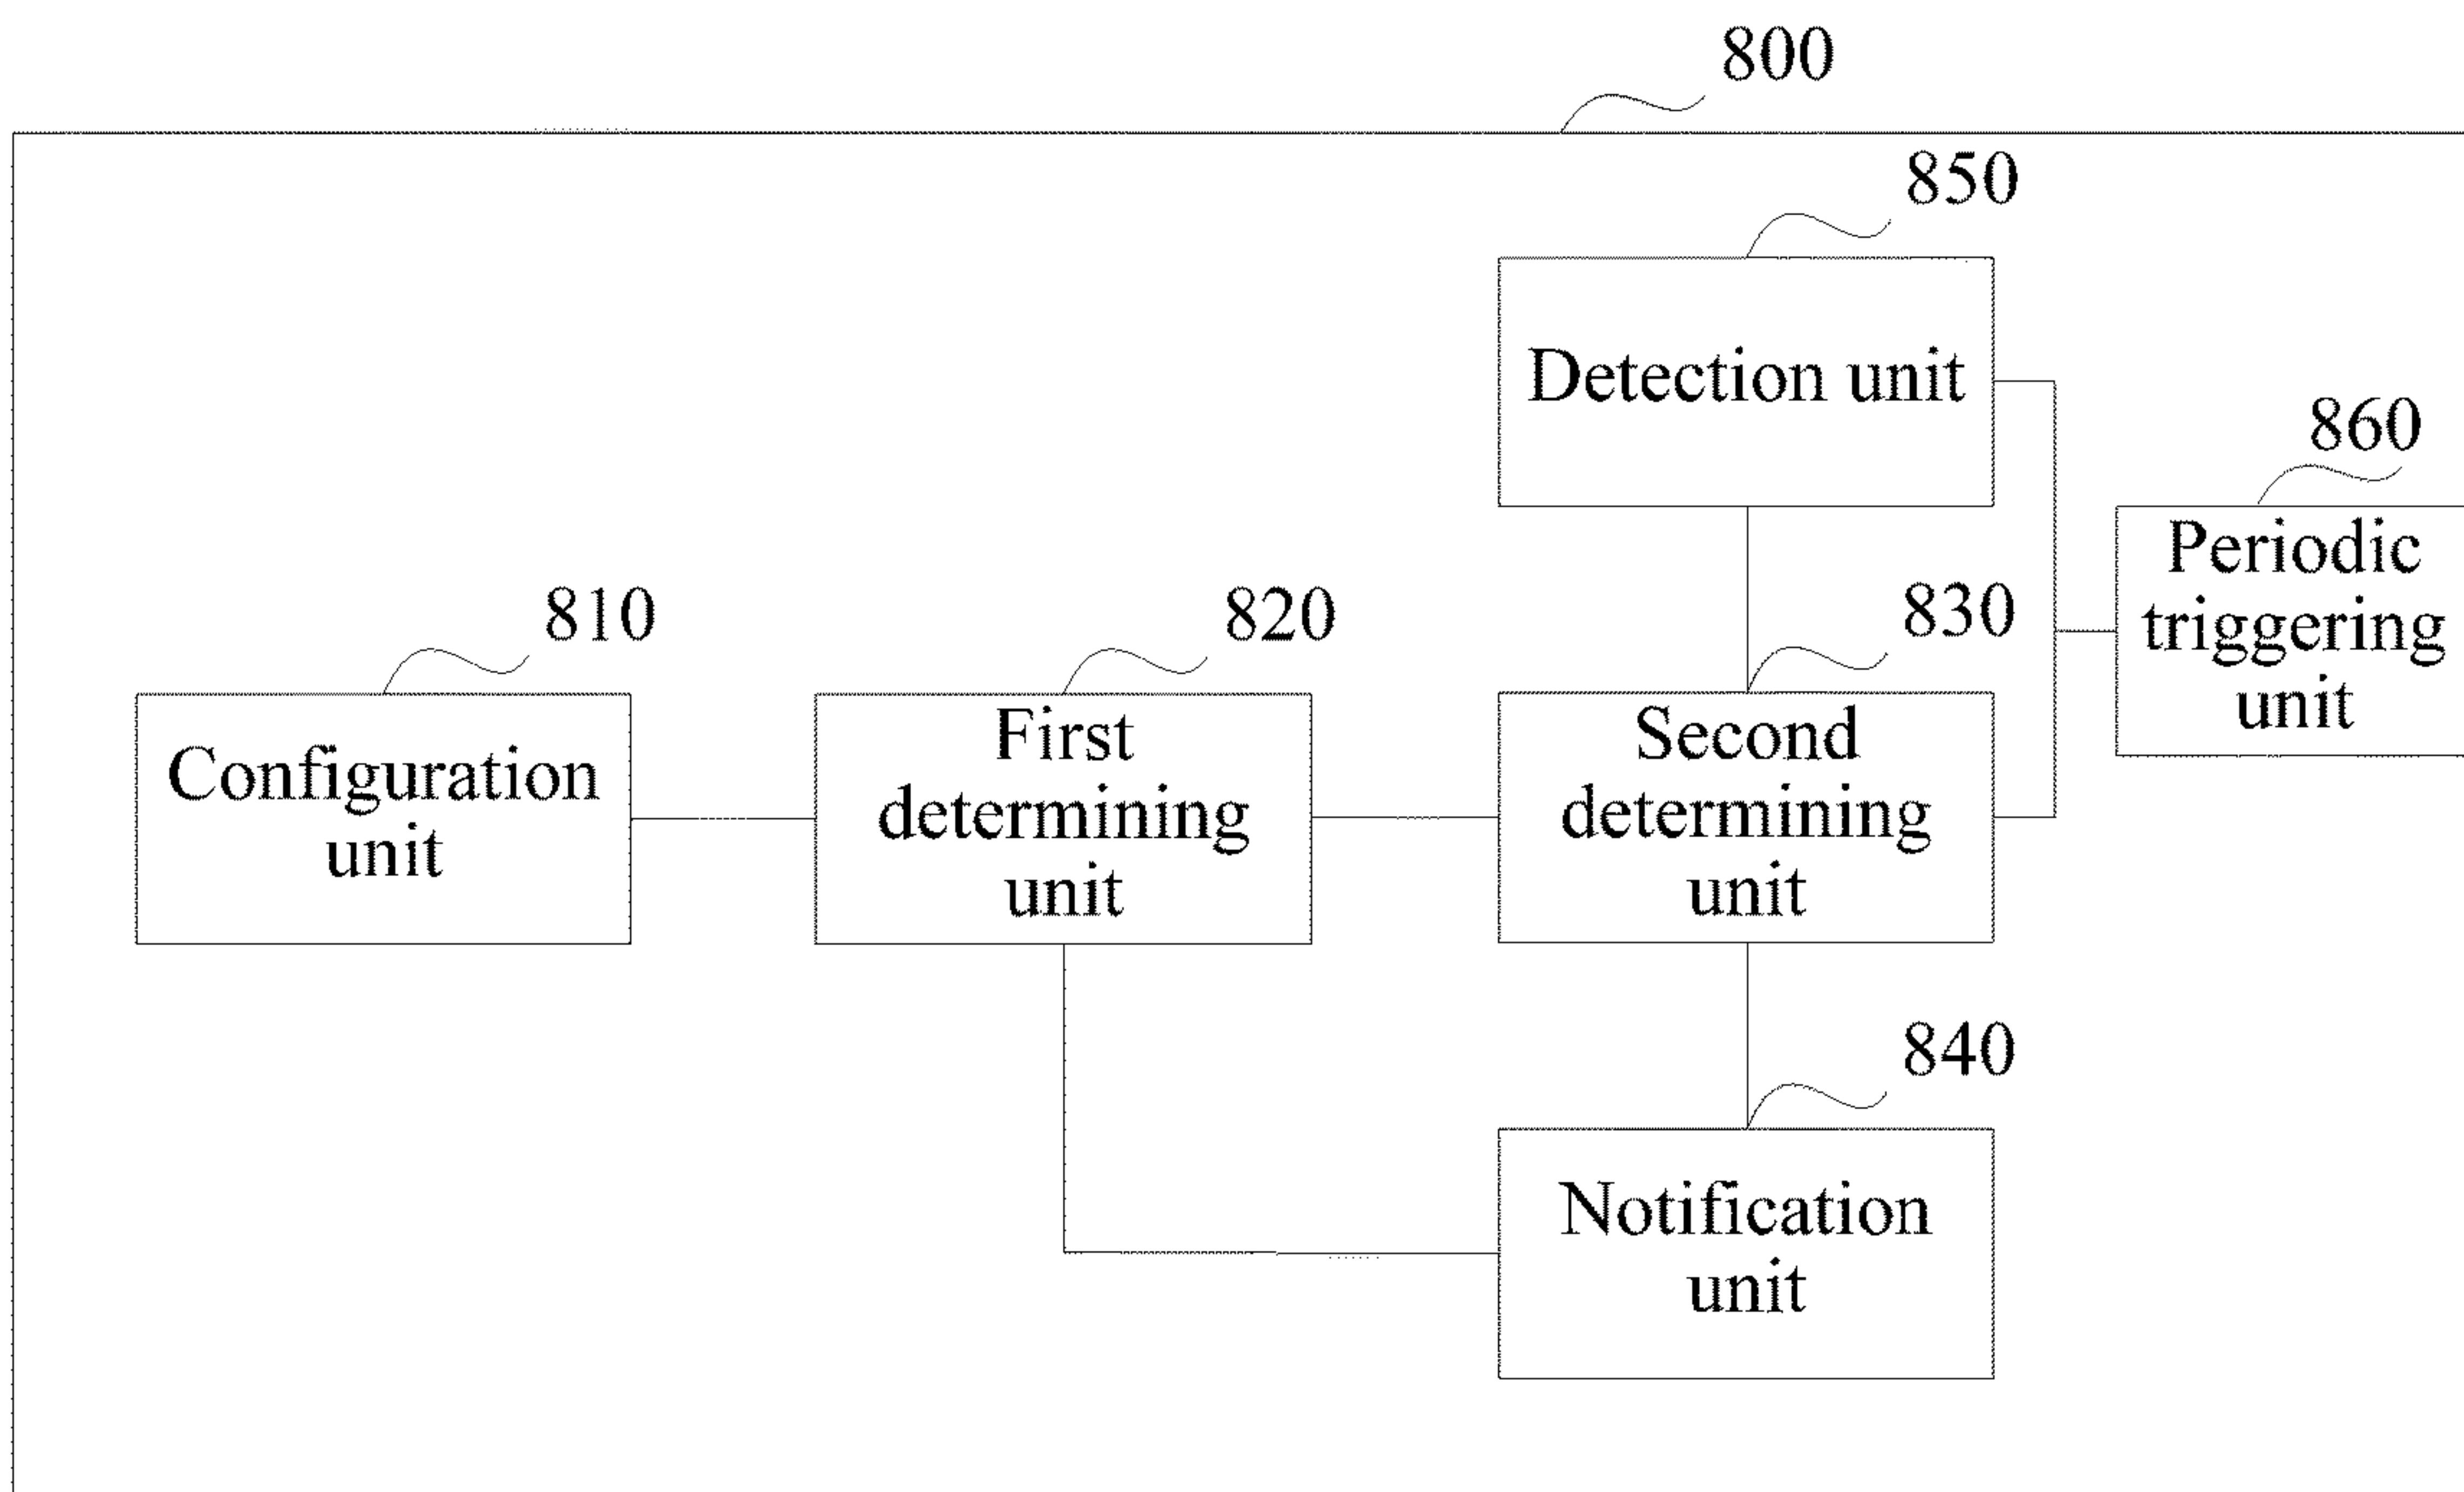 800
850
Detection unit
860
Periodic
triggering
unit
810
Configuration
unit
820
First
determining
unit
830
Second
determining
unit
840
Notification
unit